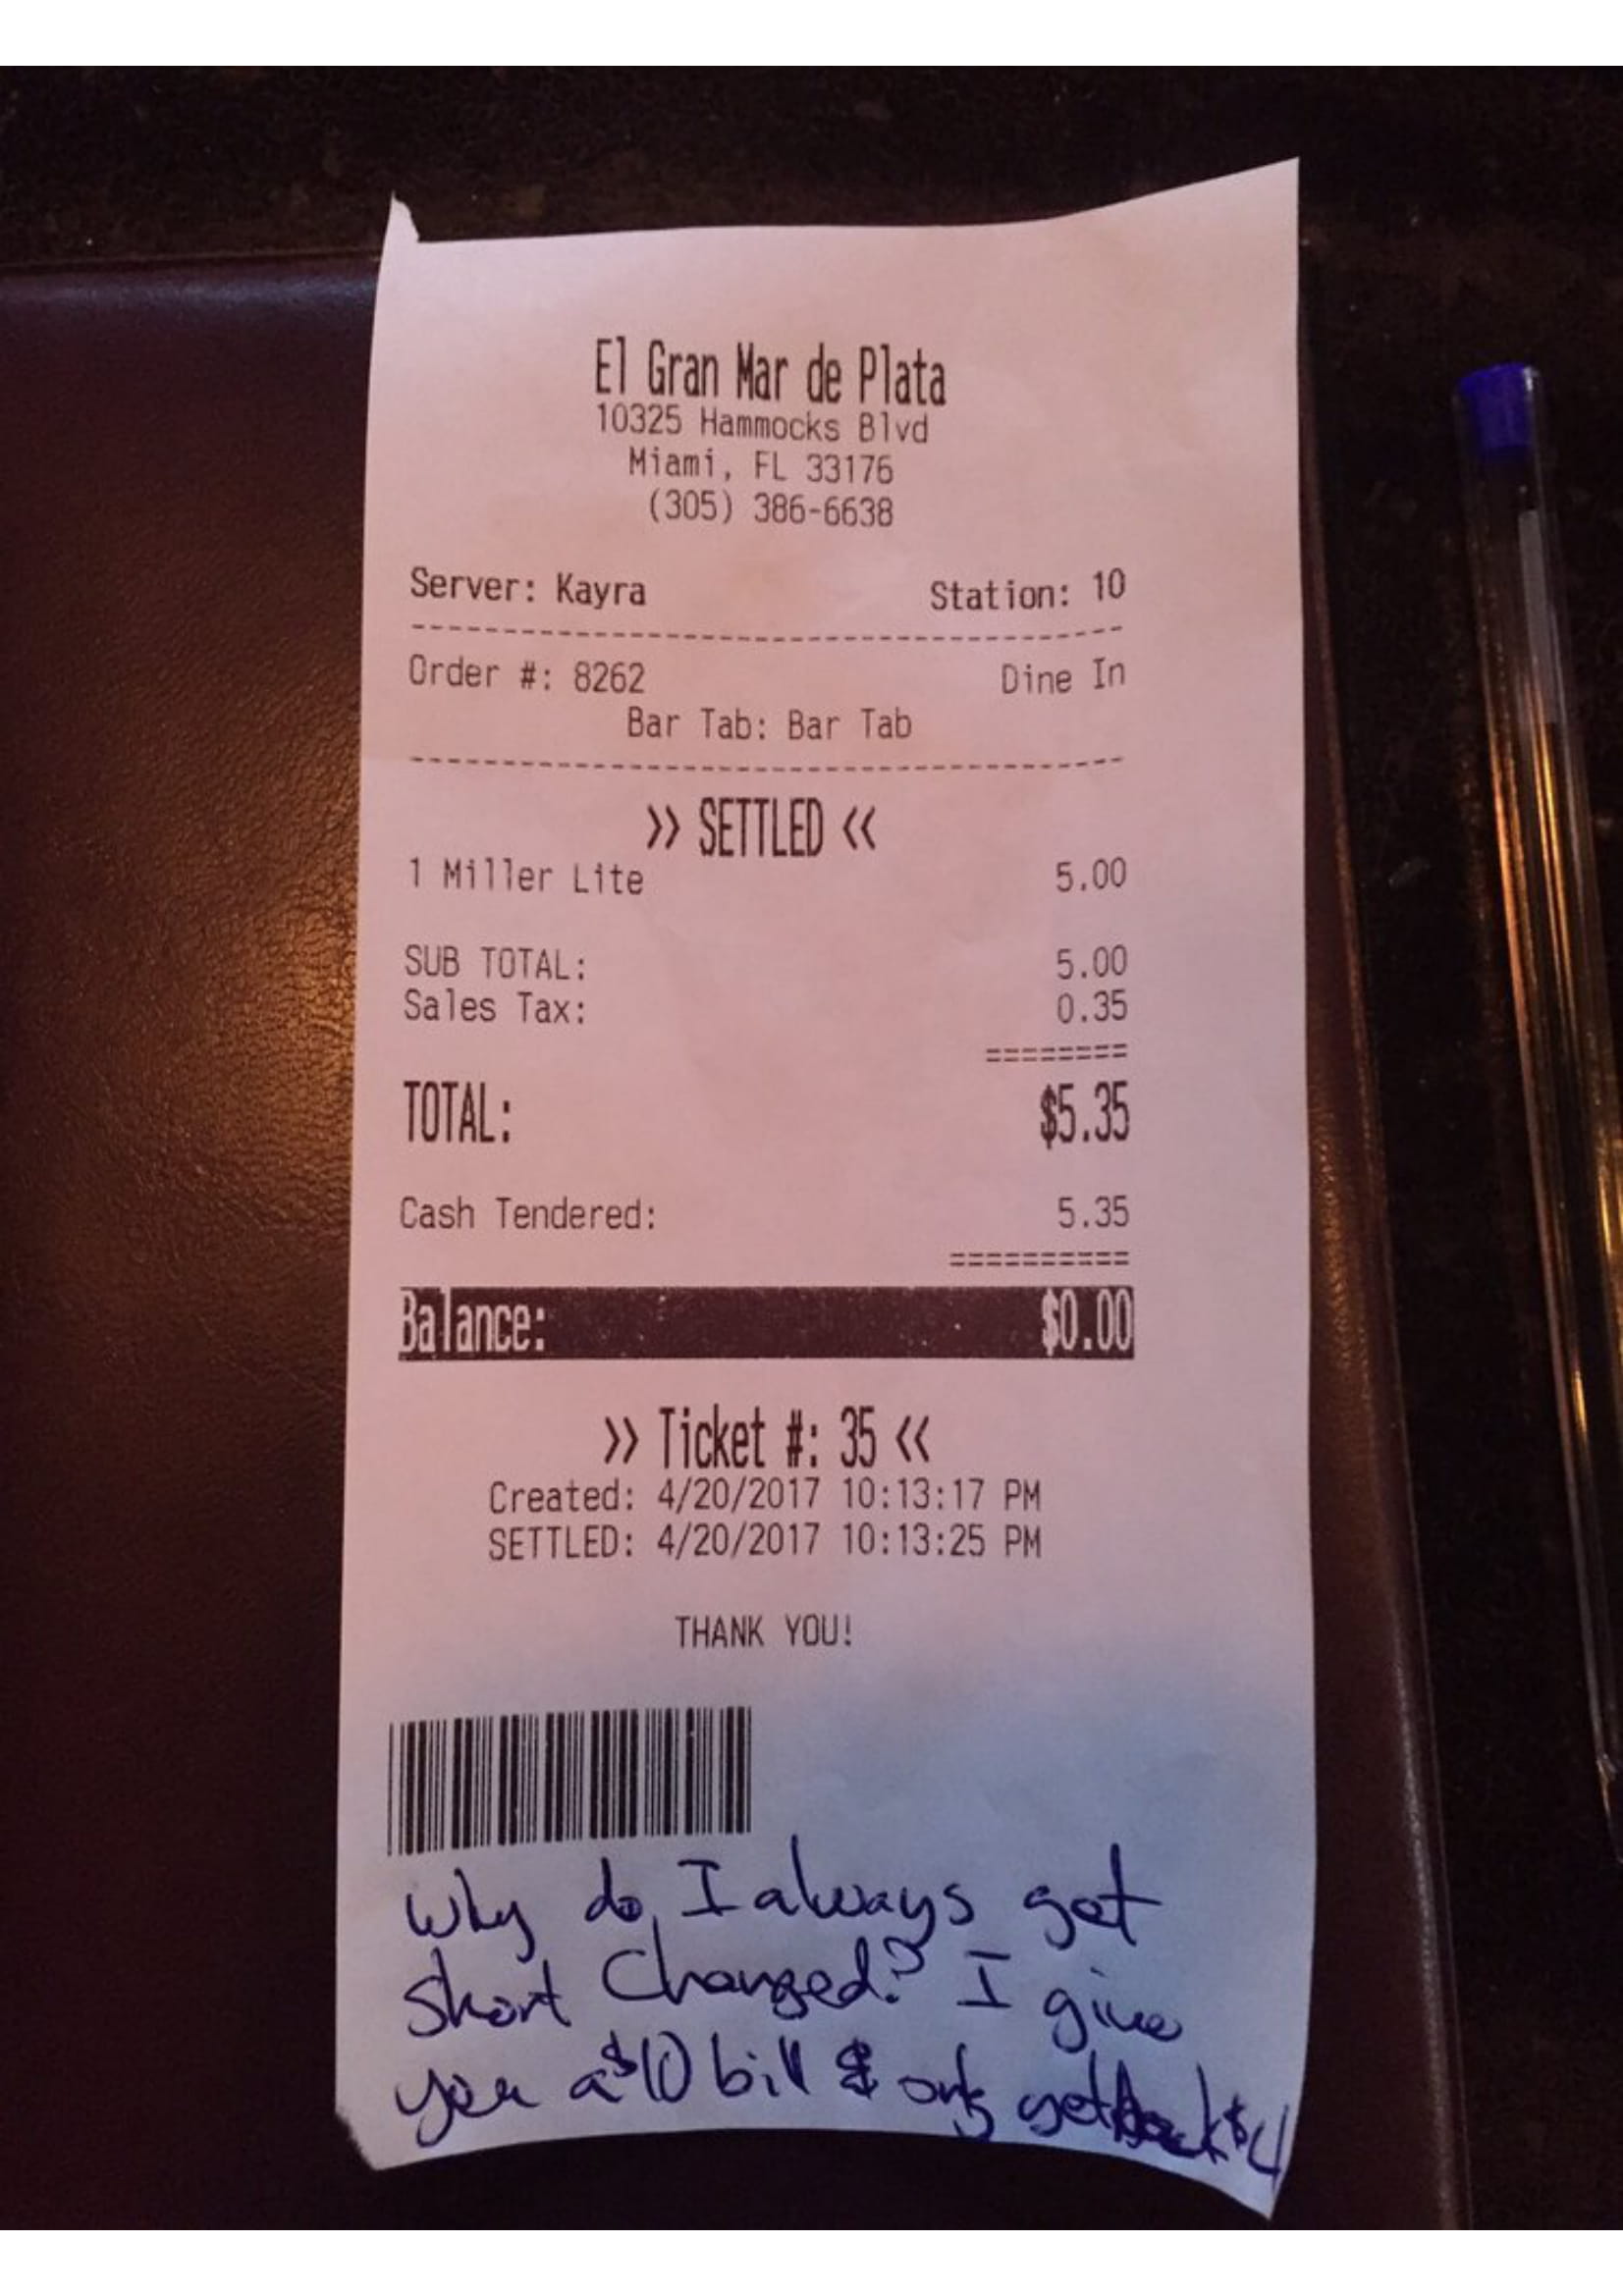 El Gran Mar de Plata
10325 Hammocks Blvd
Miami, FL 33176
(305) 386-6638
Server: Kayra Station: 10
Order #: 8262 Dine In
Bar Tab: Bar Tab
>> SETTLED <<
1 Miller Lite 5.00
SUB TOTAL: 5.00
Sales Tax: 0.35
========
TOTAL: $5.35
Cash Tendered: 5.35
==========
Balance: $0.00
>> Ticket #: 35 <<
Created: 4/20/2017 10:13:17 PM
SETTLED: 4/20/2017 10:13:25 PM
THANK YOU!
Why do I always get
short Changed? I give
you a $10 bill & only get back $4